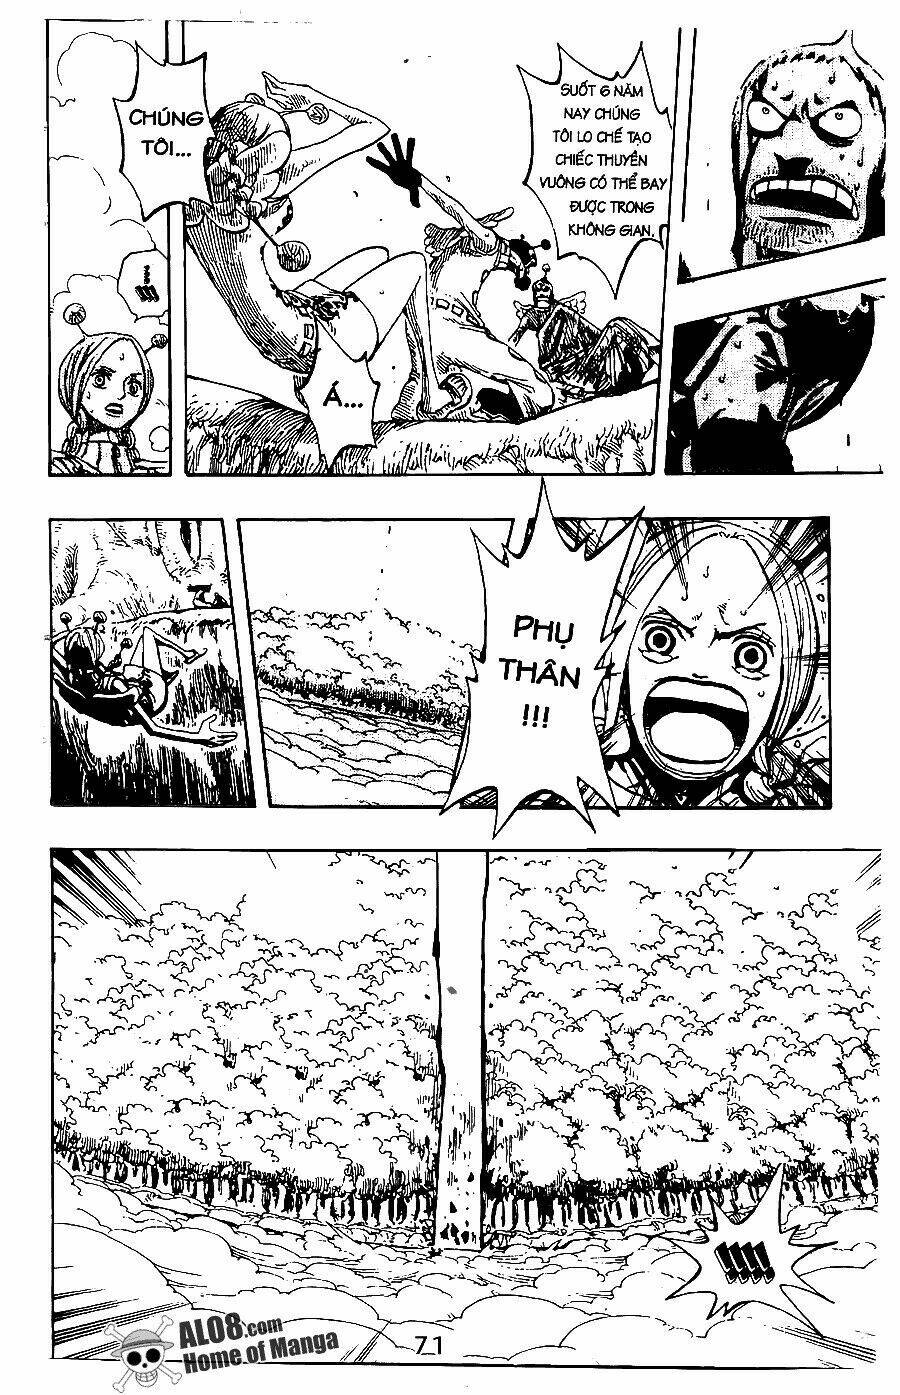 SUỐT 6 NĂM
NAY CHÚNG
TÔI LO CHẾ TẠO
CHIẾC THUYỀN
VUÔNG CÓ THỂ BAY
ĐƯỢC TRONG
KHÔNG GIAN.
CHÚNG
TÔI...
Á...
...!!!
PHỤ
THÂN
!!!
!!!!
71
AL08.com
Home of Manga